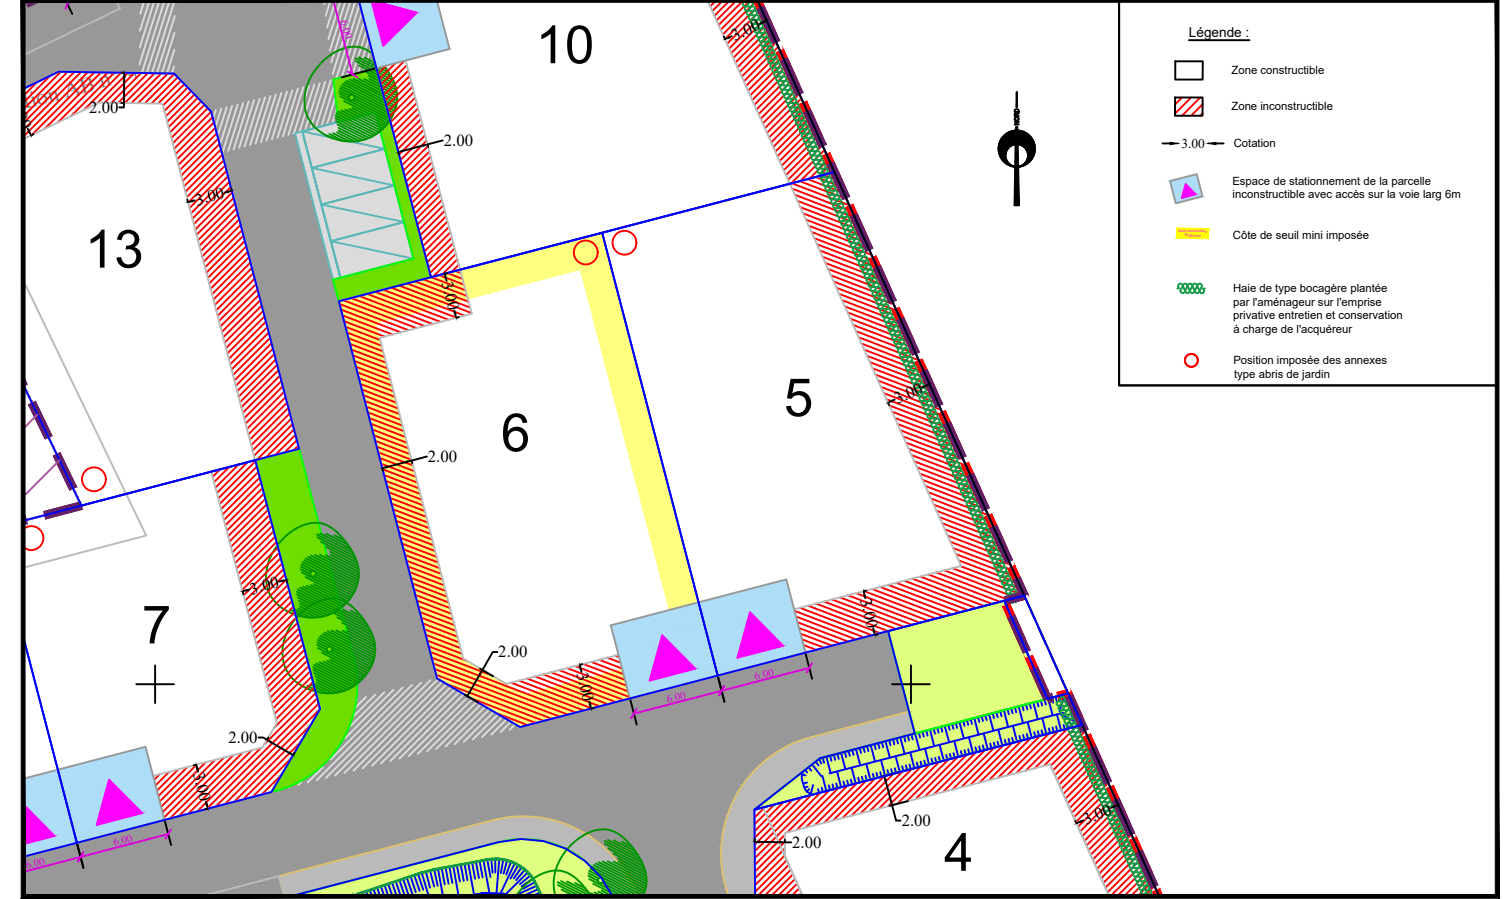 Légende :
Zone constructible
Zone inconstructible
3.00 Cotation
Espace de stationnement de la parcelle
inconstructible avec accès sur la voie larg 6m
Côte de seuil mini imposée
Haie de type bocagère plantée
par l'aménageur sur l'emprise
privative entretien et conservation
à charge de l'acquéreur
Position imposée des annexes
type abris de jardin
NORD
10
3.00
6.00
2.00
2.00
3.00
13
3.00
5
3.00
6
2.00
3.00
7
2.00
3.00
3.00
6.00
6.00
2.00
3.00
6.00
6.00
2.00
2.00
3.00
4